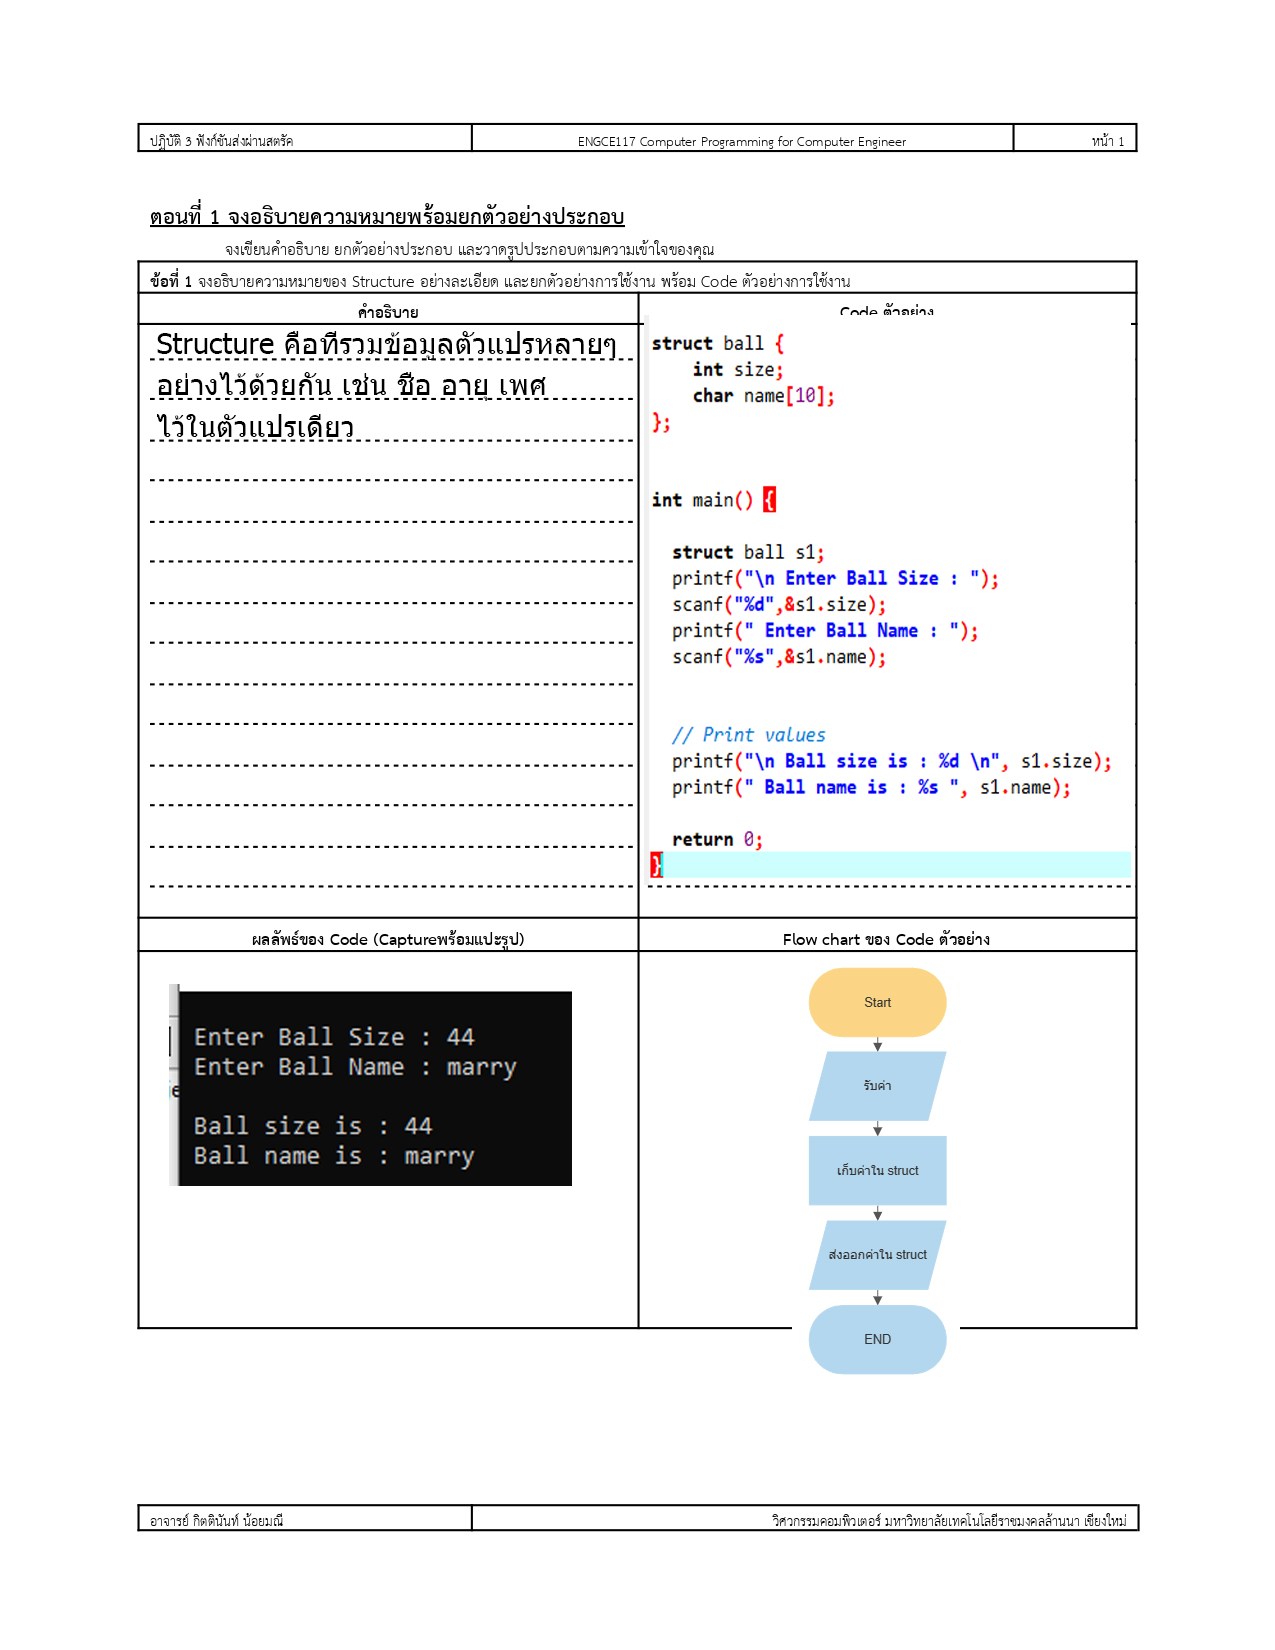 ปฏิบัติ 3 ฟังก์ชันส่งผ่านสตรัค
ENGCE117 Computer Programming for Computer Engineer
หน้า 1
ตอนที่ 1 จงอธิบายความหมายพร้อมยกตัวอย่างประกอบ
จงเขียนคำอธิบาย ยกตัวอย่างประกอบ และวาดรูปประกอบตามความเข้าใจของคุณ
ข้อที่ 1 จงอธิบายความหมายของ Structure อย่างละเอียด และยกตัวอย่างการใช้งาน พร้อม Code ตัวอย่างการใช้งาน
คำอธิบาย
Structure คือที่รวมข้อมูลตัวแปรหลายๆ
อย่างไว้ด้วยกัน เช่น ชื่อ อายุ เพศ
ไว้ในตัวแปรเดียว
Code ตัวอย่าง
struct ball {
int size;
char name[10];
};
int main() {
struct ball s1;
printf("\n Enter Ball Size : ");
scanf("%d",&s1.size);
printf(" Enter Ball Name : ");
scanf("%s",&s1.name);
// Print values
printf("\n Ball size is : %d \n", s1.size);
printf(" Ball name is : %s ", s1.name);
return 0;
}
ผลลัพธ์ของ Code (Captureพร้อมแปะรูป)
Enter Ball Size : 44
Enter Ball Name : marry
Ball size is : 44
Ball name is : marry
Flow chart ของ Code ตัวอย่าง
Start
รับค่า
เก็บค่าใน struct
ส่งออกค่าใน struct
END
อาจารย์ กิตตินันท์ น้อยมณี
วิศวกรรมคอมพิวเตอร์ มหาวิทยาลัยเทคโนโลยีราชมงคลล้านนา เชียงใหม่